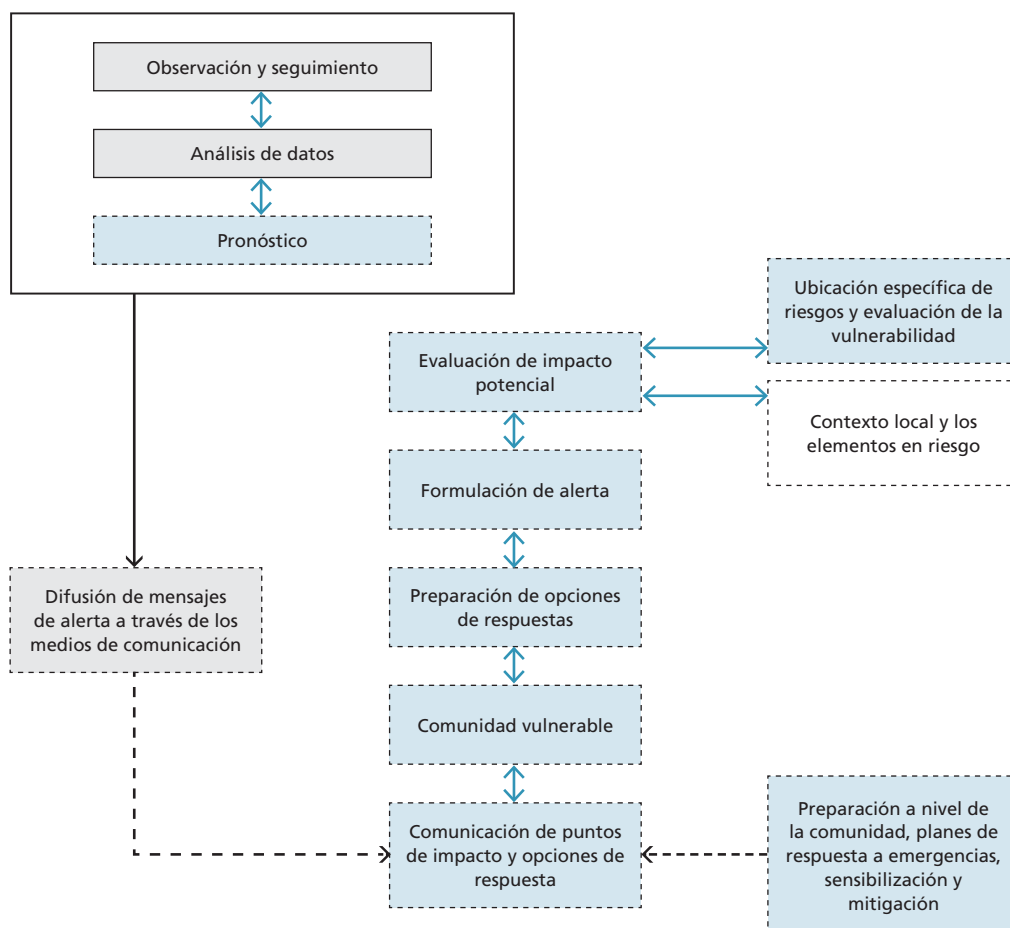 Observación y seguimiento
Análisis de datos
Pronóstico
Ubicación específica de
riesgos y evaluación de la
vulnerabilidad
Evaluación de impacto
potencial
Contexto local y los
elementos en riesgo
Formulación de alerta
Difusión de mensajes
de alerta a través de los
medios de comunicación
Preparación de opciones
de respuestas
Comunidad vulnerable
Comunicación de puntos
de impacto y opciones de
respuesta
Preparación a nivel de
la comunidad, planes de
respuesta a emergencias,
sensibilización y
mitigación